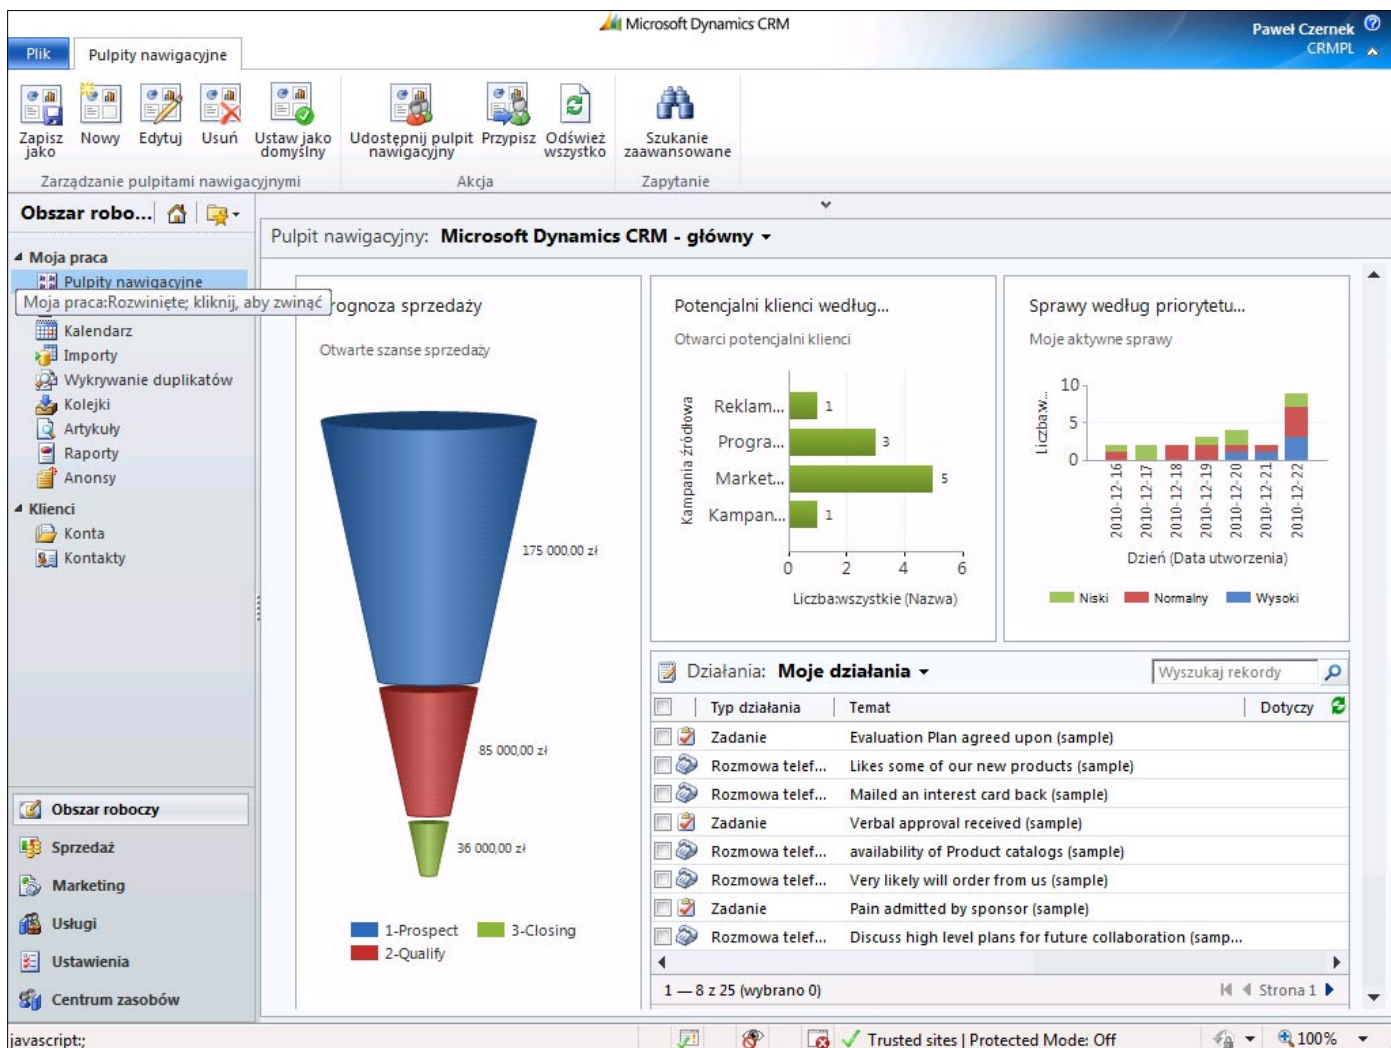 Microsoft Dynamics CRM
Paweł Czernek
CRMPL
Plik
Pulpity nawigacyjne
Zapisz jako
Nowy
Edytuj
Usuń
Ustaw jako domyślny
Udostępnij pulpit nawigacyjny
Przypisz
Odśwież wszystko
Szukanie zaawansowane
Zarządzanie pulpitami nawigacyjnymi
Akcja
Zapytanie
Obszar robo...
Moja praca
Pulpity nawigacyjne
Moja praca:Rozwinięte; kliknij, aby zwinąć
Kalendarz
Importy
Wykrywanie duplikatów
Kolejki
Artykuły
Raporty
Anonsy
Klienci
Konta
Kontakty
Obszar roboczy
Sprzedaż
Marketing
Usługi
Ustawienia
Centrum zasobów
Pulpit nawigacyjny: Microsoft Dynamics CRM - główny
rognoza sprzedaży
Otwarte szanse sprzedaży
175 000,00 zł
85 000,00 zł
36 000,00 zł
1-Prospect
3-Closing
2-Qualify
Potencjalni klienci według...
Otwarci potencjalni klienci
Kampania źródłowa
Reklam... 1
Progra... 3
Market... 5
Kampan... 1
0 2 4 6
Liczba:wszystkie (Nazwa)
Sprawy według priorytetu...
Moje aktywne sprawy
Liczba:w...
10
5
0
2010-12-16
2010-12-17
2010-12-18
2010-12-19
2010-12-20
2010-12-21
2010-12-22
Dzień (Data utworzenia)
Niski Normalny Wysoki
Działania: Moje działania
Wyszukaj rekordy
Typ działania Temat Dotyczy
Zadanie Evaluation Plan agreed upon (sample)
Rozmowa telef... Likes some of our new products (sample)
Rozmowa telef... Mailed an interest card back (sample)
Zadanie Verbal approval received (sample)
Rozmowa telef... availability of Product catalogs (sample)
Rozmowa telef... Very likely will order from us (sample)
Zadanie Pain admitted by sponsor (sample)
Rozmowa telef... Discuss high level plans for future collaboration (samp...
1 — 8 z 25 (wybrano 0)
Strona 1
javascript:;
Trusted sites | Protected Mode: Off
100%